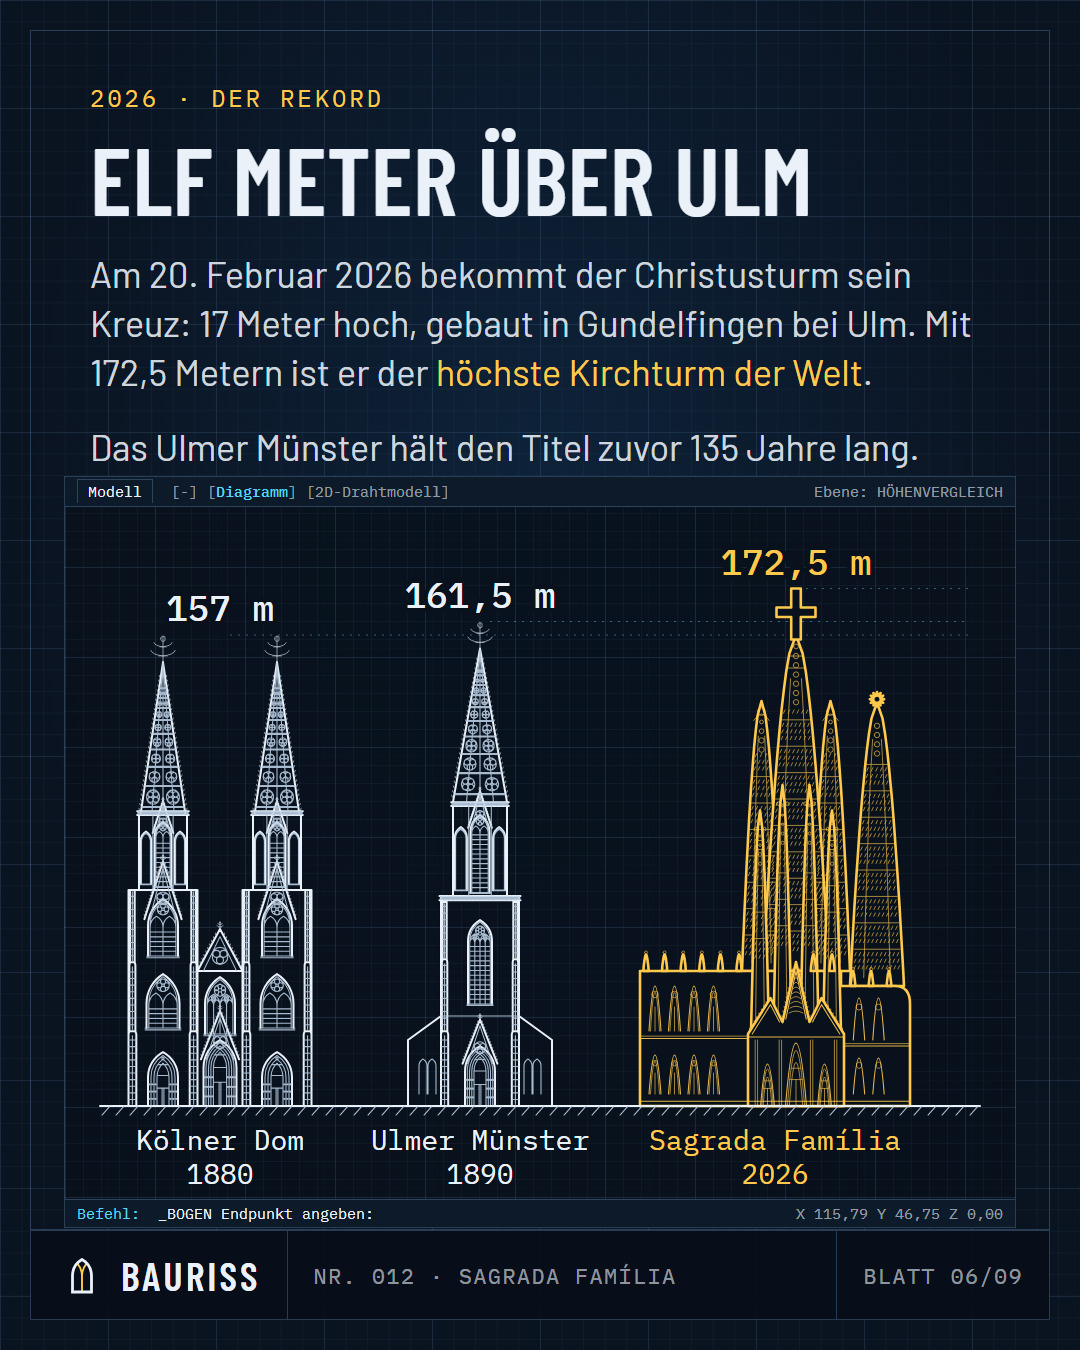 2026 · DER REKORD
ELF METER ÜBER ULM
Am 20. Februar 2026 bekommt der Christusturm sein
Kreuz: 17 Meter hoch, gebaut in Gundelfingen bei Ulm. Mit
172,5 Metern ist er der höchste Kirchturm der Welt.
Das Ulmer Münster hält den Titel zuvor 135 Jahre lang.
Modell [-] [Diagramm] [2D-Drahtmodell] Ebene: HÖHENVERGLEICH
172,5 m
161,5 m
157 m
Kölner Dom
1880
Ulmer Münster
1890
Sagrada Família
2026
Befehl: _BOGEN Endpunkt angeben: X 115,79 Y 46,75 Z 0,00
BAURISS
NR. 012 · SAGRADA FAMÍLIA
BLATT 06/09